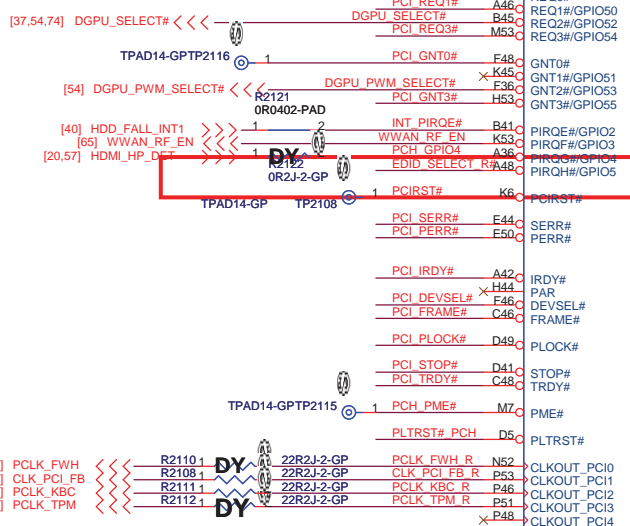 PCI_REQ1# A46 REQ1#/GPIO50
[37,54,74] DGPU_SELECT# DGPU_SELECT# B45 REQ2#/GPIO52
PCI_REQ3# M53 REQ3#/GPIO54
TPAD14-GPTP2116 1 PCI_GNT0# F48 GNT0#
K45 GNT1#/GPIO51
[54] DGPU_PWM_SELECT# DGPU_PWM_SELECT# F36 GNT2#/GPIO53
R2121 PCI_GNT3# H53 GNT3#/GPIO55
0R0402-PAD
[40] HDD_FALL_INT1 1 2 INT_PIRQE# B41 PIRQE#/GPIO2
[65] WWAN_RF_EN WWAN_RF_EN K53 PIRQF#/GPIO3
[20,57] HDMI_HP_DET 1 DY 2 PCH_GPIO4 A36 PIRQG#/GPIO4
R2122 EDID_SELECT_R# A48 PIRQH#/GPIO5
0R2J-2-GP
TPAD14-GP TP2108 1 PCIRST# K6 PCIRST#
PCI_SERR# E44 SERR#
PCI_PERR# E50 PERR#
PCI_IRDY# A42 IRDY#
H44 PAR
PCI_DEVSEL# F46 DEVSEL#
PCI_FRAME# C46 FRAME#
PCI_PLOCK# D49 PLOCK#
PCI_STOP# D41 STOP#
PCI_TRDY# C48 TRDY#
TPAD14-GPTP2115 1 PCH_PME# M7 PME#
PLTRST#_PCH D5 PLTRST#
] PCLK_FWH R2110 1 DY 22R2J-2-GP PCLK_FWH_R N52 CLKOUT_PCI0
] CLK_PCI_FB R2108 1 22R2J-2-GP CLK_PCI_FB_R P53 CLKOUT_PCI1
] PCLK_KBC R2111 1 22R2J-2-GP PCLK_KBC_R P46 CLKOUT_PCI2
] PCLK_TPM R2112 1 DY 22R2J-2-GP PCLK_TPM_R P51 CLKOUT_PCI3
P48 CLKOUT_PCI4